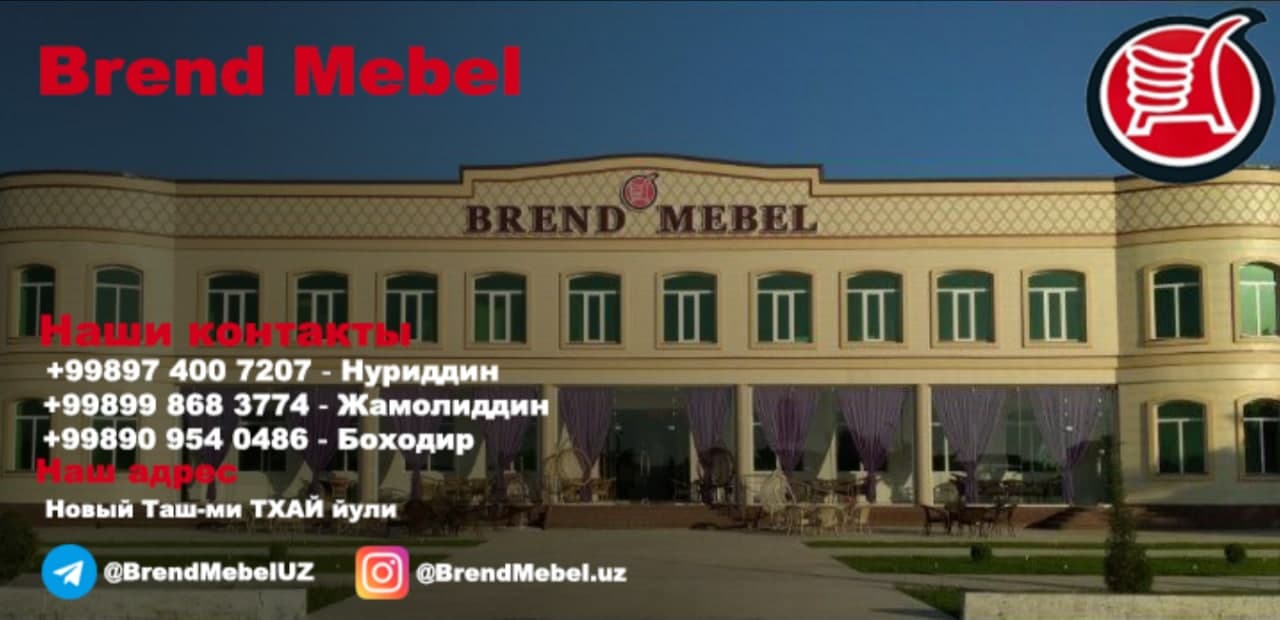 Brend Mebel
BREND MEBEL
Наши контакты
+99897 400 7207 - Нуриддин
+99899 868 3774 - Жамолиддин
+99890 954 0486 - Боходир
Наш адрес
Новый Таш-ми ТХАЙ йули
@BrendMebelUZ
@BrendMebel.uz